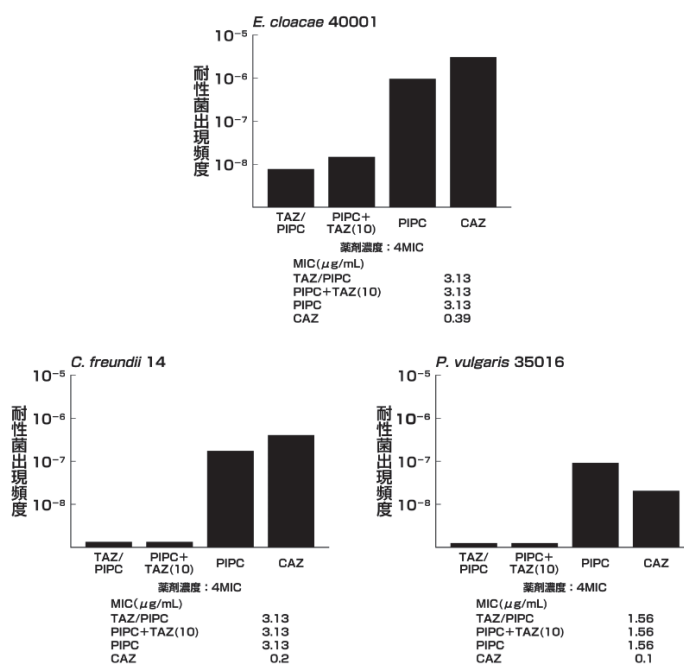 E. cloacae 40001
耐性菌出現頻度
10−5
10−6
10−7
10−8
TAZ/PIPC
PIPC+TAZ(10)
PIPC
CAZ
薬剤濃度：4MIC
MIC(μg/mL)
TAZ/PIPC 3.13
PIPC+TAZ(10) 3.13
PIPC 3.13
CAZ 0.39
C. freundii 14
耐性菌出現頻度
10−5
10−6
10−7
10−8
TAZ/PIPC
PIPC+TAZ(10)
PIPC
CAZ
薬剤濃度：4MIC
MIC(μg/mL)
TAZ/PIPC 3.13
PIPC+TAZ(10) 3.13
PIPC 3.13
CAZ 0.2
P. vulgaris 35016
耐性菌出現頻度
10−5
10−6
10−7
10−8
TAZ/PIPC
PIPC+TAZ(10)
PIPC
CAZ
薬剤濃度：4MIC
MIC(μg/mL)
TAZ/PIPC 1.56
PIPC+TAZ(10) 1.56
PIPC 1.56
CAZ 0.1